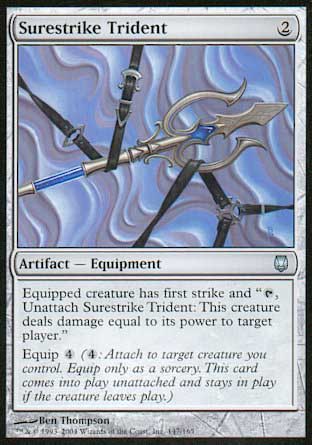 Surestrike Trident 2
Artifact — Equipment
Equipped creature has first strike and “, 
Unattach Surestrike Trident: This creature
deals damage equal to its power to target
player.”
Equip 4 (4: Attach to target creature you
control. Equip only as a sorcery. This card
comes into play unattached and stays in play
if the creature leaves play.)
Ben Thompson
™ & © 1993–2004 Wizards of the Coast, Inc. 147/165